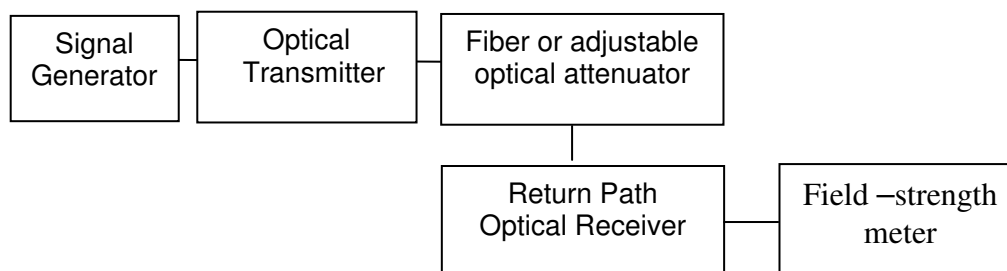 Signal
Generator
Optical
Transmitter
Fiber or adjustable
optical attenuator
Return Path
Optical Receiver
Field –strength
meter